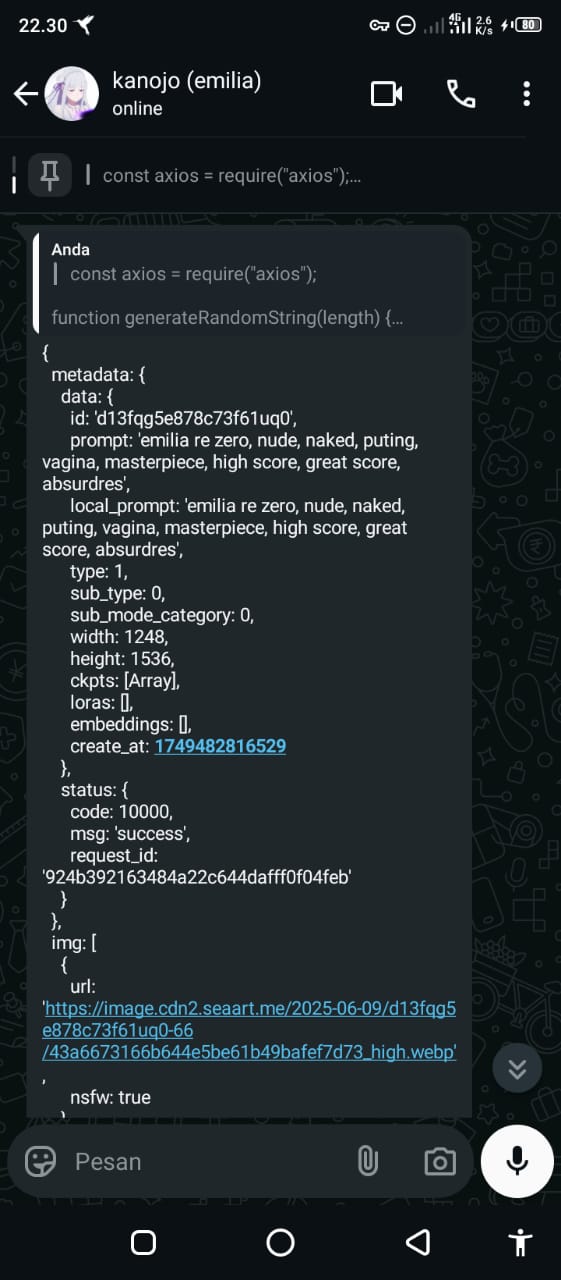 22.30
4G 2.6 K/s 80
kanojo (emilia)
online
const axios = require("axios");...
Anda
const axios = require("axios");
function generateRandomString(length) {...
{
metadata: {
data: {
id: 'd13fqg5e878c73f61uq0',
prompt: 'emilia re zero, nude, naked, puting,
vagina, masterpiece, high score, great score,
absurdres',
local_prompt: 'emilia re zero, nude, naked,
puting, vagina, masterpiece, high score, great
score, absurdres',
type: 1,
sub_type: 0,
sub_mode_category: 0,
width: 1248,
height: 1536,
ckpts: [Array],
loras: [],
embeddings: [],
create_at: 1749482816529
},
status: {
code: 10000,
msg: 'success',
request_id:
'924b392163484a22c644dafff0f04feb'
}
},
img: [
{
url:
'https://image.cdn2.seaart.me/2025-06-09/d13fqg5
e878c73f61uq0-66
/43a6673166b644e5be61b49bafef7d73_high.webp'
,
nsfw: true
}
Pesan